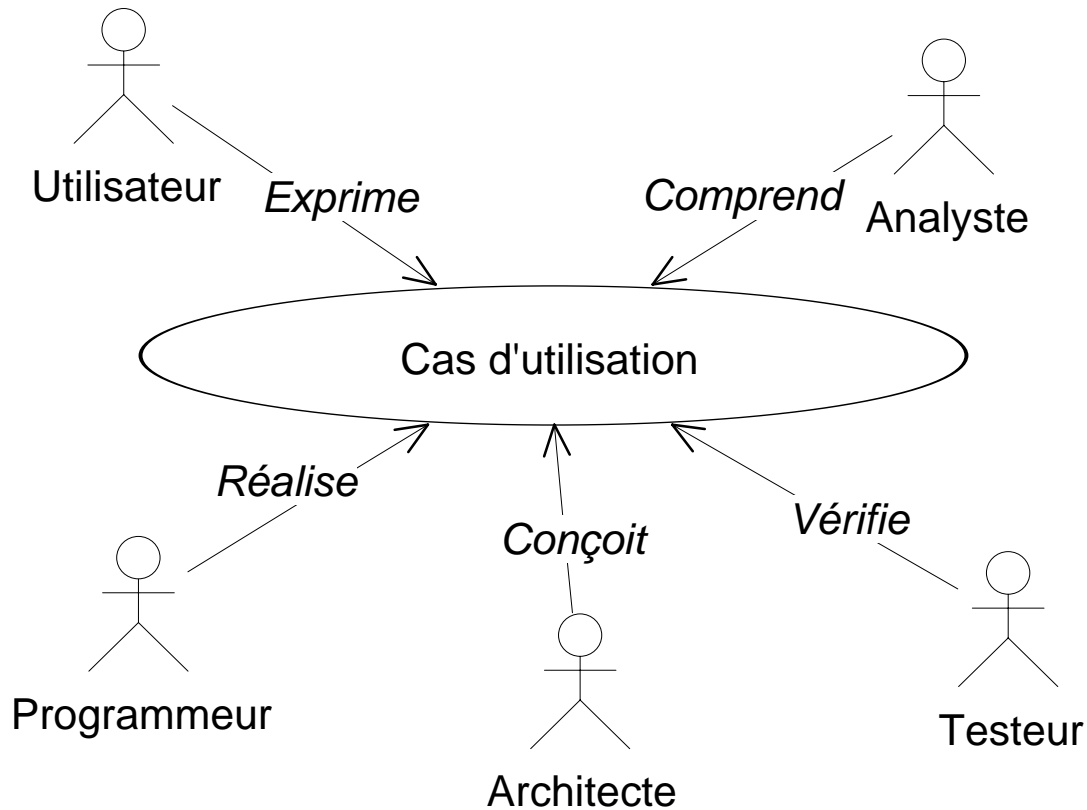 Utilisateur
Exprime
Comprend
Analyste
Cas d'utilisation
Réalise
Conçoit
Vérifie
Programmeur
Architecte
Testeur